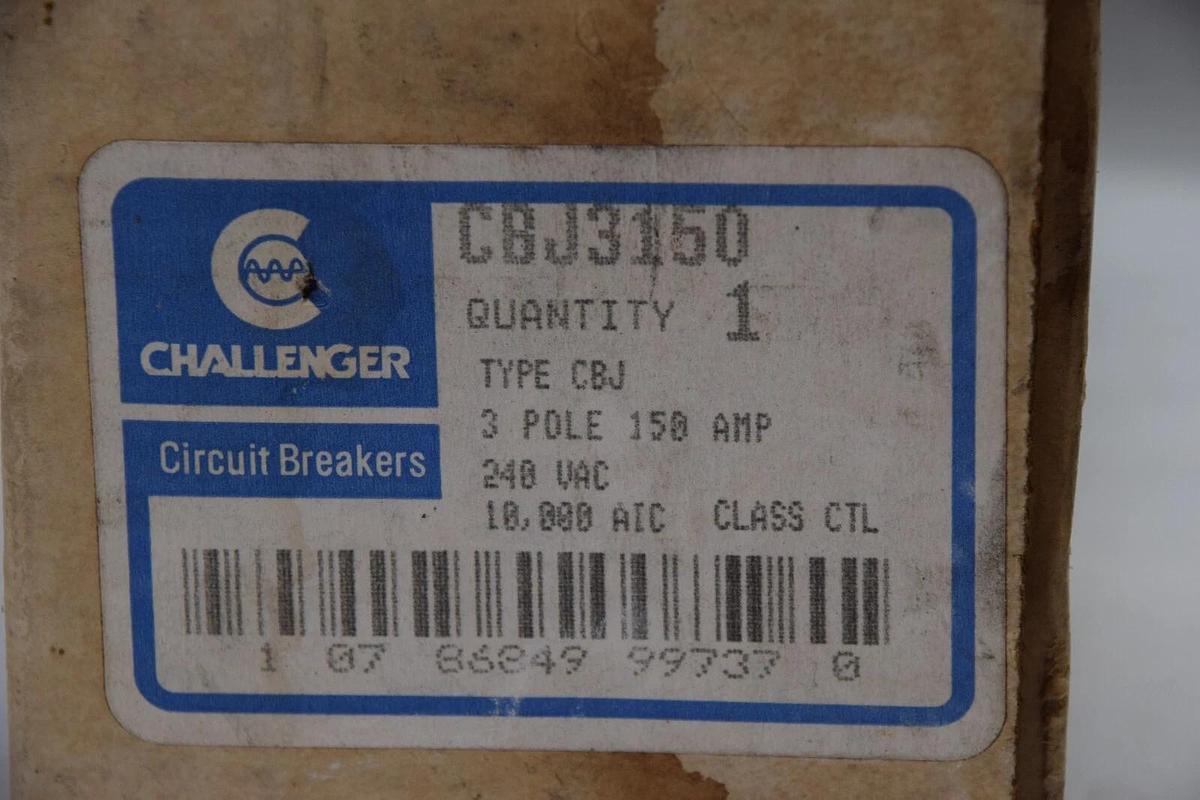 CHALLENGER
Circuit Breakers
CBJ3150
QUANTITY 1
TYPE CBJ
3 POLE 150 AMP
240 VAC
10,000 AIC CLASS CTL
1 07 86849 99737 0